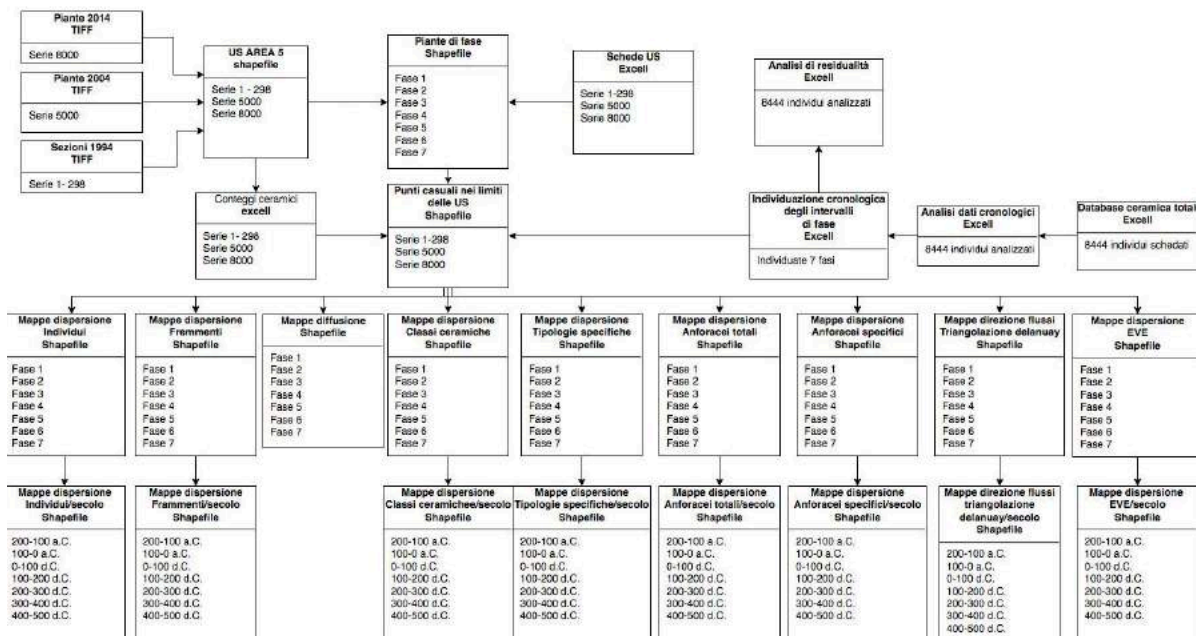 Piante 2014
TIFF
Serie 8000
Piante 2004
TIFF
Serie 5000
Sezioni 1994
TIFF
Serie 1- 298
US AREA 5
shapefile
Serie 1 - 298
Serie 5000
Serie 8000
Piante di fase
Shapefile
Fase 1
Fase 2
Fase 3
Fase 4
Fase 5
Fase 6
Fase 7
Schede US
Excell
Serie 1-298
Serie 5000
Serie 8000
Analisi di residualità
Excell
8444 individui analizzati
Conteggi ceramici
excell
Serie 1-298
Serie 5000
Serie 8000
Punti casuali nei limiti
delle US
Shapefile
Serie 1-298
Serie 5000
Serie 8000
Individuazione cronologica
degli intervalli
di fase
Excell
Individuate 7 fasi
Analisi dati cronologici
Excell
8444 individui analizzati
Database ceramica totale
Excell
8444 individui schedati
Mappe dispersione
Individui
Shapefile
Fase 1
Fase 2
Fase 3
Fase 4
Fase 5
Fase 6
Fase 7
Mappe dispersione
Fremmenti
Shapefile
Fase 1
Fase 2
Fase 3
Fase 4
Fase 5
Fase 6
Fase 7
Mappe diffusione
Shapefile
Fase 1
Fase 2
Fase 3
Fase 4
Fase 5
Fase 6
Fase 7
Mappe dispersione
Classi ceramiche
Shapefile
Fase 1
Fase 2
Fase 3
Fase 4
Fase 5
Fase 6
Fase 7
Mappe dispersione
Tipologie specifiche
Shapefile
Fase 1
Fase 2
Fase 3
Fase 4
Fase 5
Fase 6
Fase 7
Mappe dispersione
Anforacei totali
Shapefile
Fase 1
Fase 2
Fase 3
Fase 4
Fase 5
Fase 6
Fase 7
Mappe dispersione
Anforacei specifici
Shapefile
Fase 1
Fase 2
Fase 3
Fase 4
Fase 5
Fase 6
Fase 7
Mappe direzione flussi
Triangolazione delanuay
Shapefile
Fase 1
Fase 2
Fase 3
Fase 4
Fase 5
Fase 6
Fase 7
Mappe dispersione
EVE
Shapefile
Fase 1
Fase 2
Fase 3
Fase 4
Fase 5
Fase 6
Fase 7
Mappe dispersione
Individui/secolo
Shapefile
200-100 a.C.
100-0 a.C.
0-100 d.C.
100-200 d.C.
200-300 d.C.
300-400 d.C.
400-500 d.C.
Mappe dispersione
Frammenti/secolo
Shapefile
200-100 a.C.
100-0 a.C.
0-100 d.C.
100-200 d.C.
200-300 d.C.
300-400 d.C.
400-500 d.C.
Mappe dispersione
Classi ceramichee/secolo
Shapefile
200-100 a.C.
100-0 a.C.
0-100 d.C.
100-200 d.C.
200-300 d.C.
300-400 d.C.
400-500 d.C.
Mappe dispersione
Tipologie specifiche/secolo
Shapefile
200-100 a.C.
100-0 a.C.
0-100 d.C.
100-200 d.C.
200-300 d.C.
300-400 d.C.
400-500 d.C.
Mappe dispersione
Anforacei totali/secolo
Shapefile
200-100 a.C.
100-0 a.C.
0-100 d.C.
100-200 d.C.
200-300 d.C.
300-400 d.C.
400-500 d.C.
Mappe dispersione
Anforacei specifici/secolo
Shapefile
200-100 a.C.
100-0 a.C.
0-100 d.C.
100-200 d.C.
200-300 d.C.
300-400 d.C.
400-500 d.C.
Mappe direzione flussi
triangolazione
delanuay/secolo
Shapefile
200-100 a.C.
100-0 a.C.
0-100 d.C.
100-200 d.C.
200-300 d.C.
300-400 d.C.
400-500 d.C.
Mappe dispersione
EVE/secolo
Shapefile
200-100 a.C.
100-0 a.C.
0-100 d.C.
100-200 d.C.
200-300 d.C.
300-400 d.C.
400-500 d.C.